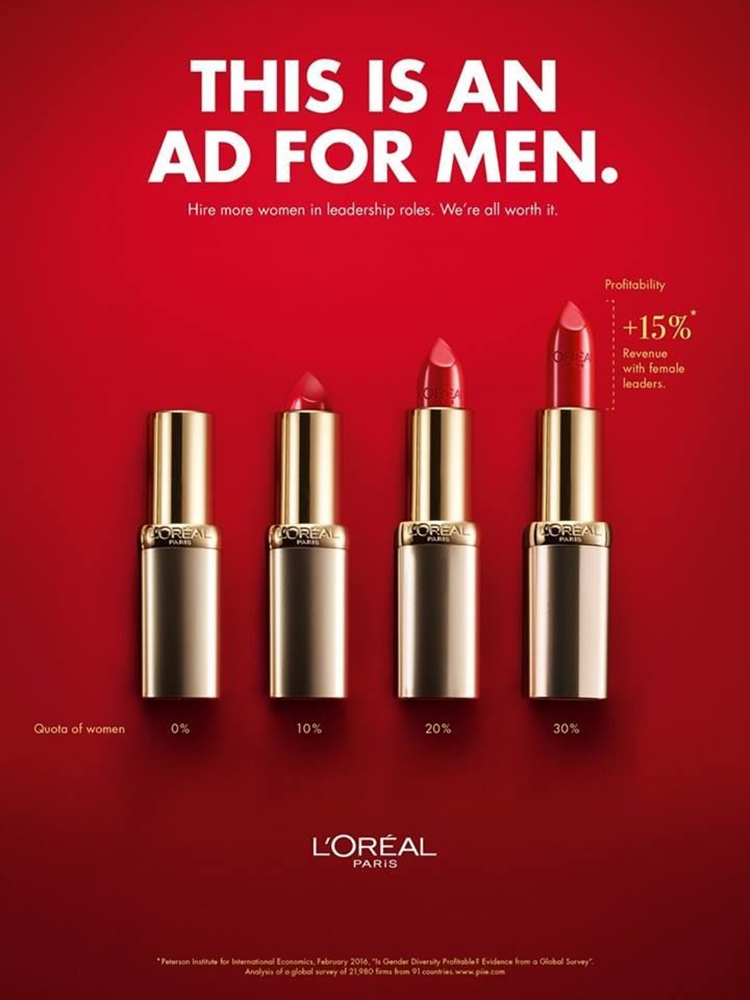 THIS IS AN
AD FOR MEN.
Hire more women in leadership roles. We're all worth it.
Profitability
+15%*
Revenue
with female
leaders.
OREA
OREA
L'ORÉAL
PARIS
L'ORÉAL
PARIS
L'ORÉAL
PARIS
L'ORÉAL
PARIS
Quota of women 0% 10% 20% 30%
L'ORÉAL
PARiS
*Peterson Institute for International Economics, February 2016, "Is Gender Diversity Profitable? Evidence from a Global Survey".
Analysis of a global survey of 21,980 firms from 91 countries. www.piie.com